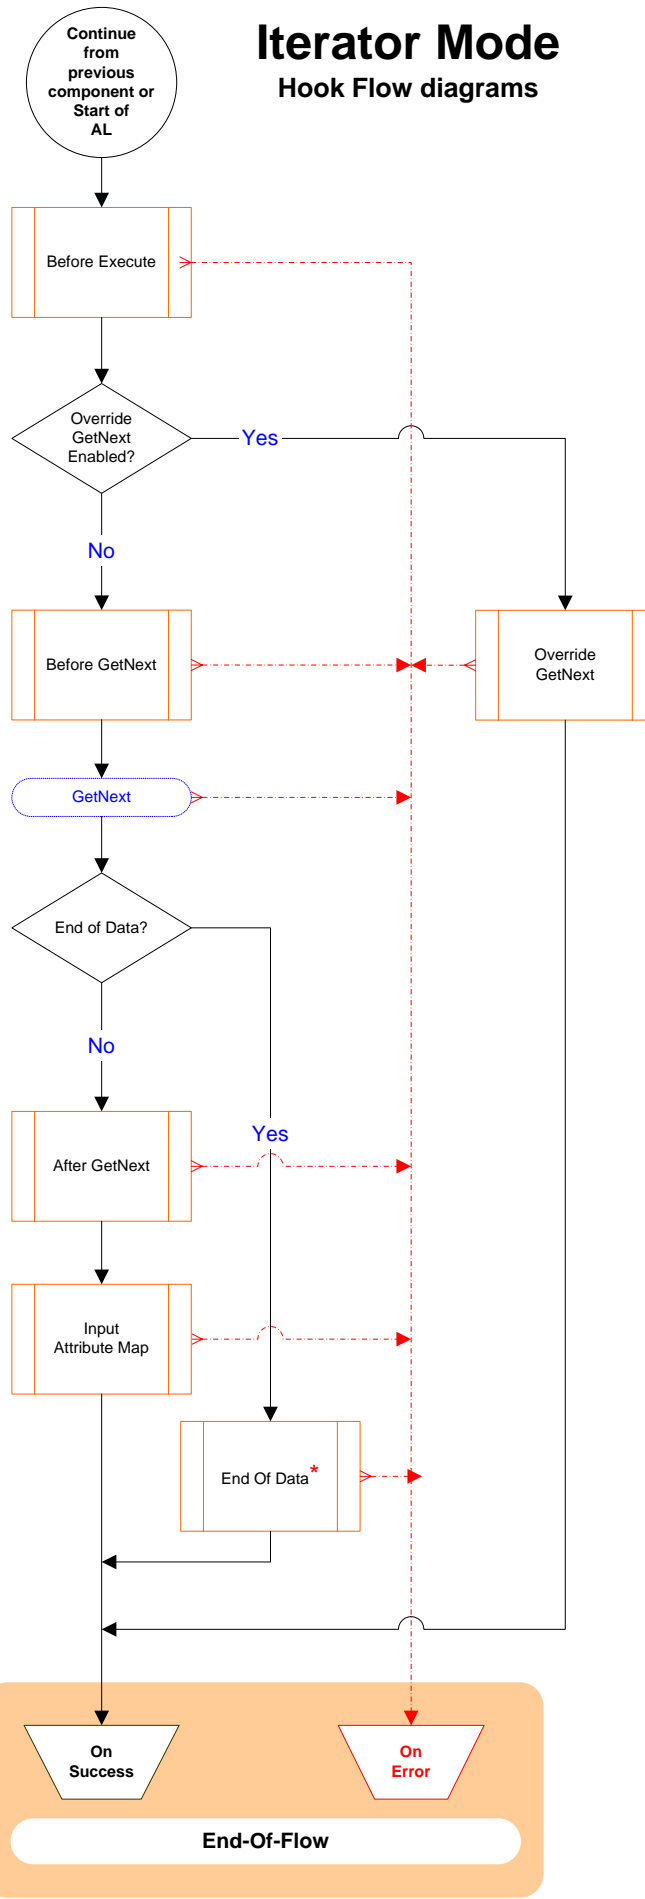 Iterator Mode
Hook Flow diagrams
Continue
from
previous
component or
Start of
AL
Before Execute
Override
GetNext
Enabled?
Yes
No
Before GetNext
Override
GetNext
GetNext
End of Data?
No
Yes
After GetNext
Input
Attribute Map
End Of Data*
On
Success
On
Error
End-Of-Flow